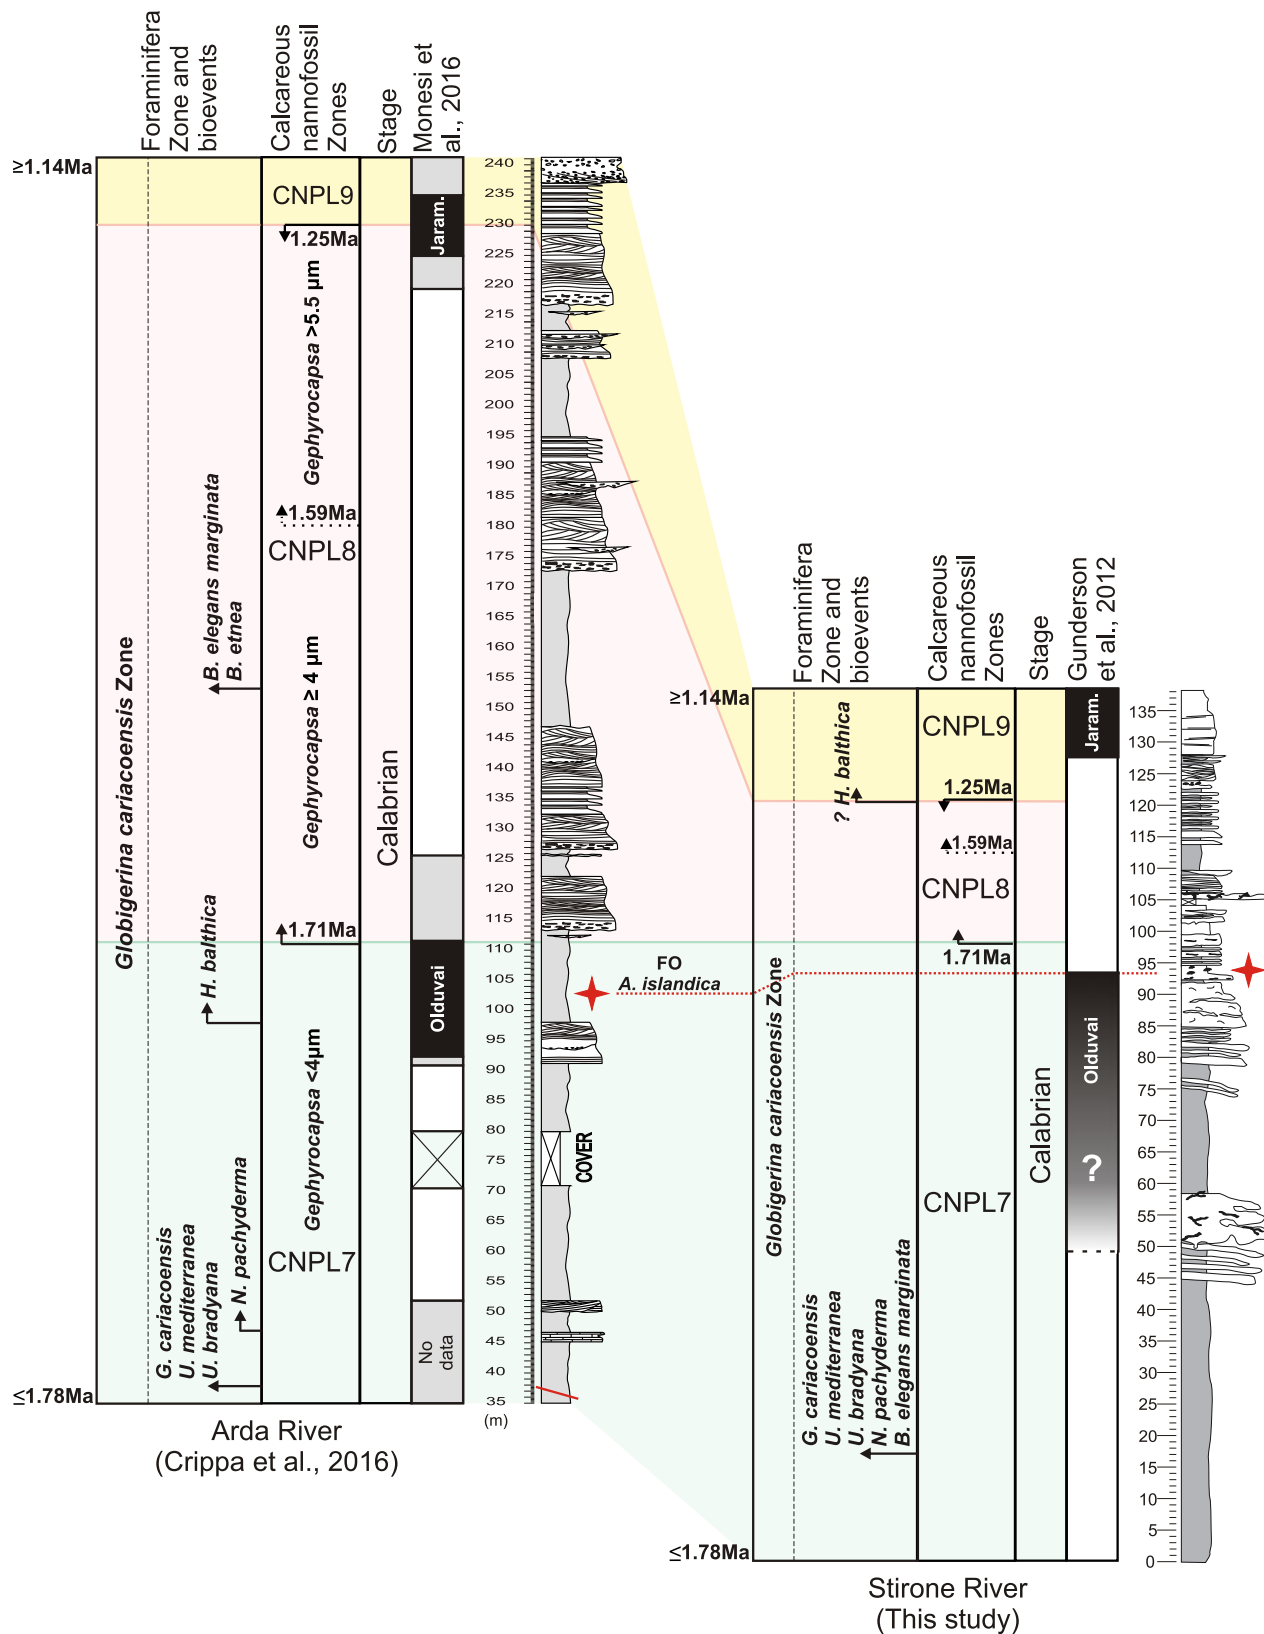 Foraminifera
Zone and
bioevents
Calcareous
nannofossil
Zones
Stage
Monesi et
al., 2016
≥1.14Ma
CNPL9
1.25Ma
Gephyrocapsa >5.5 μm
1.59Ma
CNPL8
Gephyrocapsa ≥ 4 μm
1.71Ma
Gephyrocapsa <4μm
CNPL7
≤1.78Ma
Globigerina cariacoensis Zone
B. elegans marginata
B. etnea
H. balthica
N. pachyderma
G. cariacoensis
U. mediterranea
U. bradyana
Calabrian
Jaram.
Olduvai
No
data
240
235
230
225
220
215
210
205
200
195
190
185
180
175
170
165
160
155
150
145
140
135
130
125
120
115
110
105
100
95
90
85
80
75
70
65
60
55
50
45
40
35
(m)
COVER
FO
A. islandica
Arda River
(Crippa et al., 2016)
Foraminifera
Zone and
bioevents
Calcareous
nannofossil
Zones
Stage
Gunderson
et al., 2012
≥1.14Ma
CNPL9
1.25Ma
1.59Ma
CNPL8
1.71Ma
CNPL7
≤1.78Ma
? H. balthica
Globigerina cariacoensis Zone
G. cariacoensis
U. mediterranea
U. bradyana
N. pachyderma
B. elegans marginata
Calabrian
Jaram.
Olduvai
?
135
130
125
120
115
110
105
100
95
90
85
80
75
70
65
60
55
50
45
40
35
30
25
20
15
10
5
0
Stirone River
(This study)